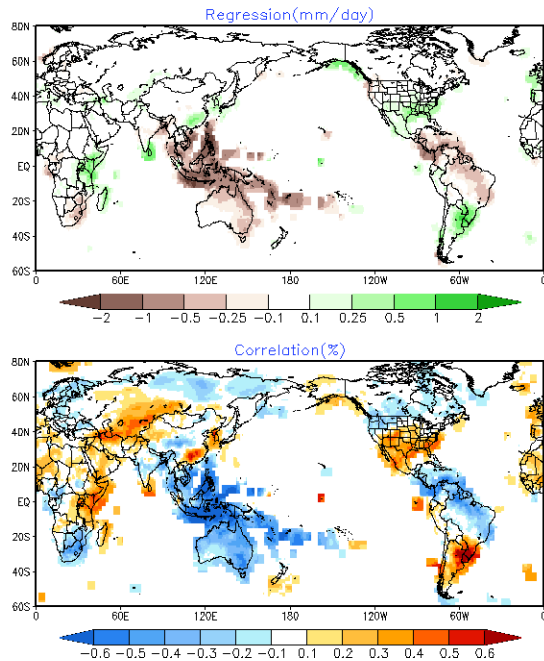 Regression(mm/day)
80N
60N
40N
20N
EQ
20S
40S
60S
0 60E 120E 180 120W 60W 0
-2 -1 -0.5 -0.25 -0.1 0.1 0.25 0.5 1 2
Correlation(%)
80N
60N
40N
20N
EQ
20S
40S
60S
0 60E 120E 180 120W 60W 0
-0.6 -0.5 -0.4 -0.3 -0.2 -0.1 0.1 0.2 0.3 0.4 0.5 0.6